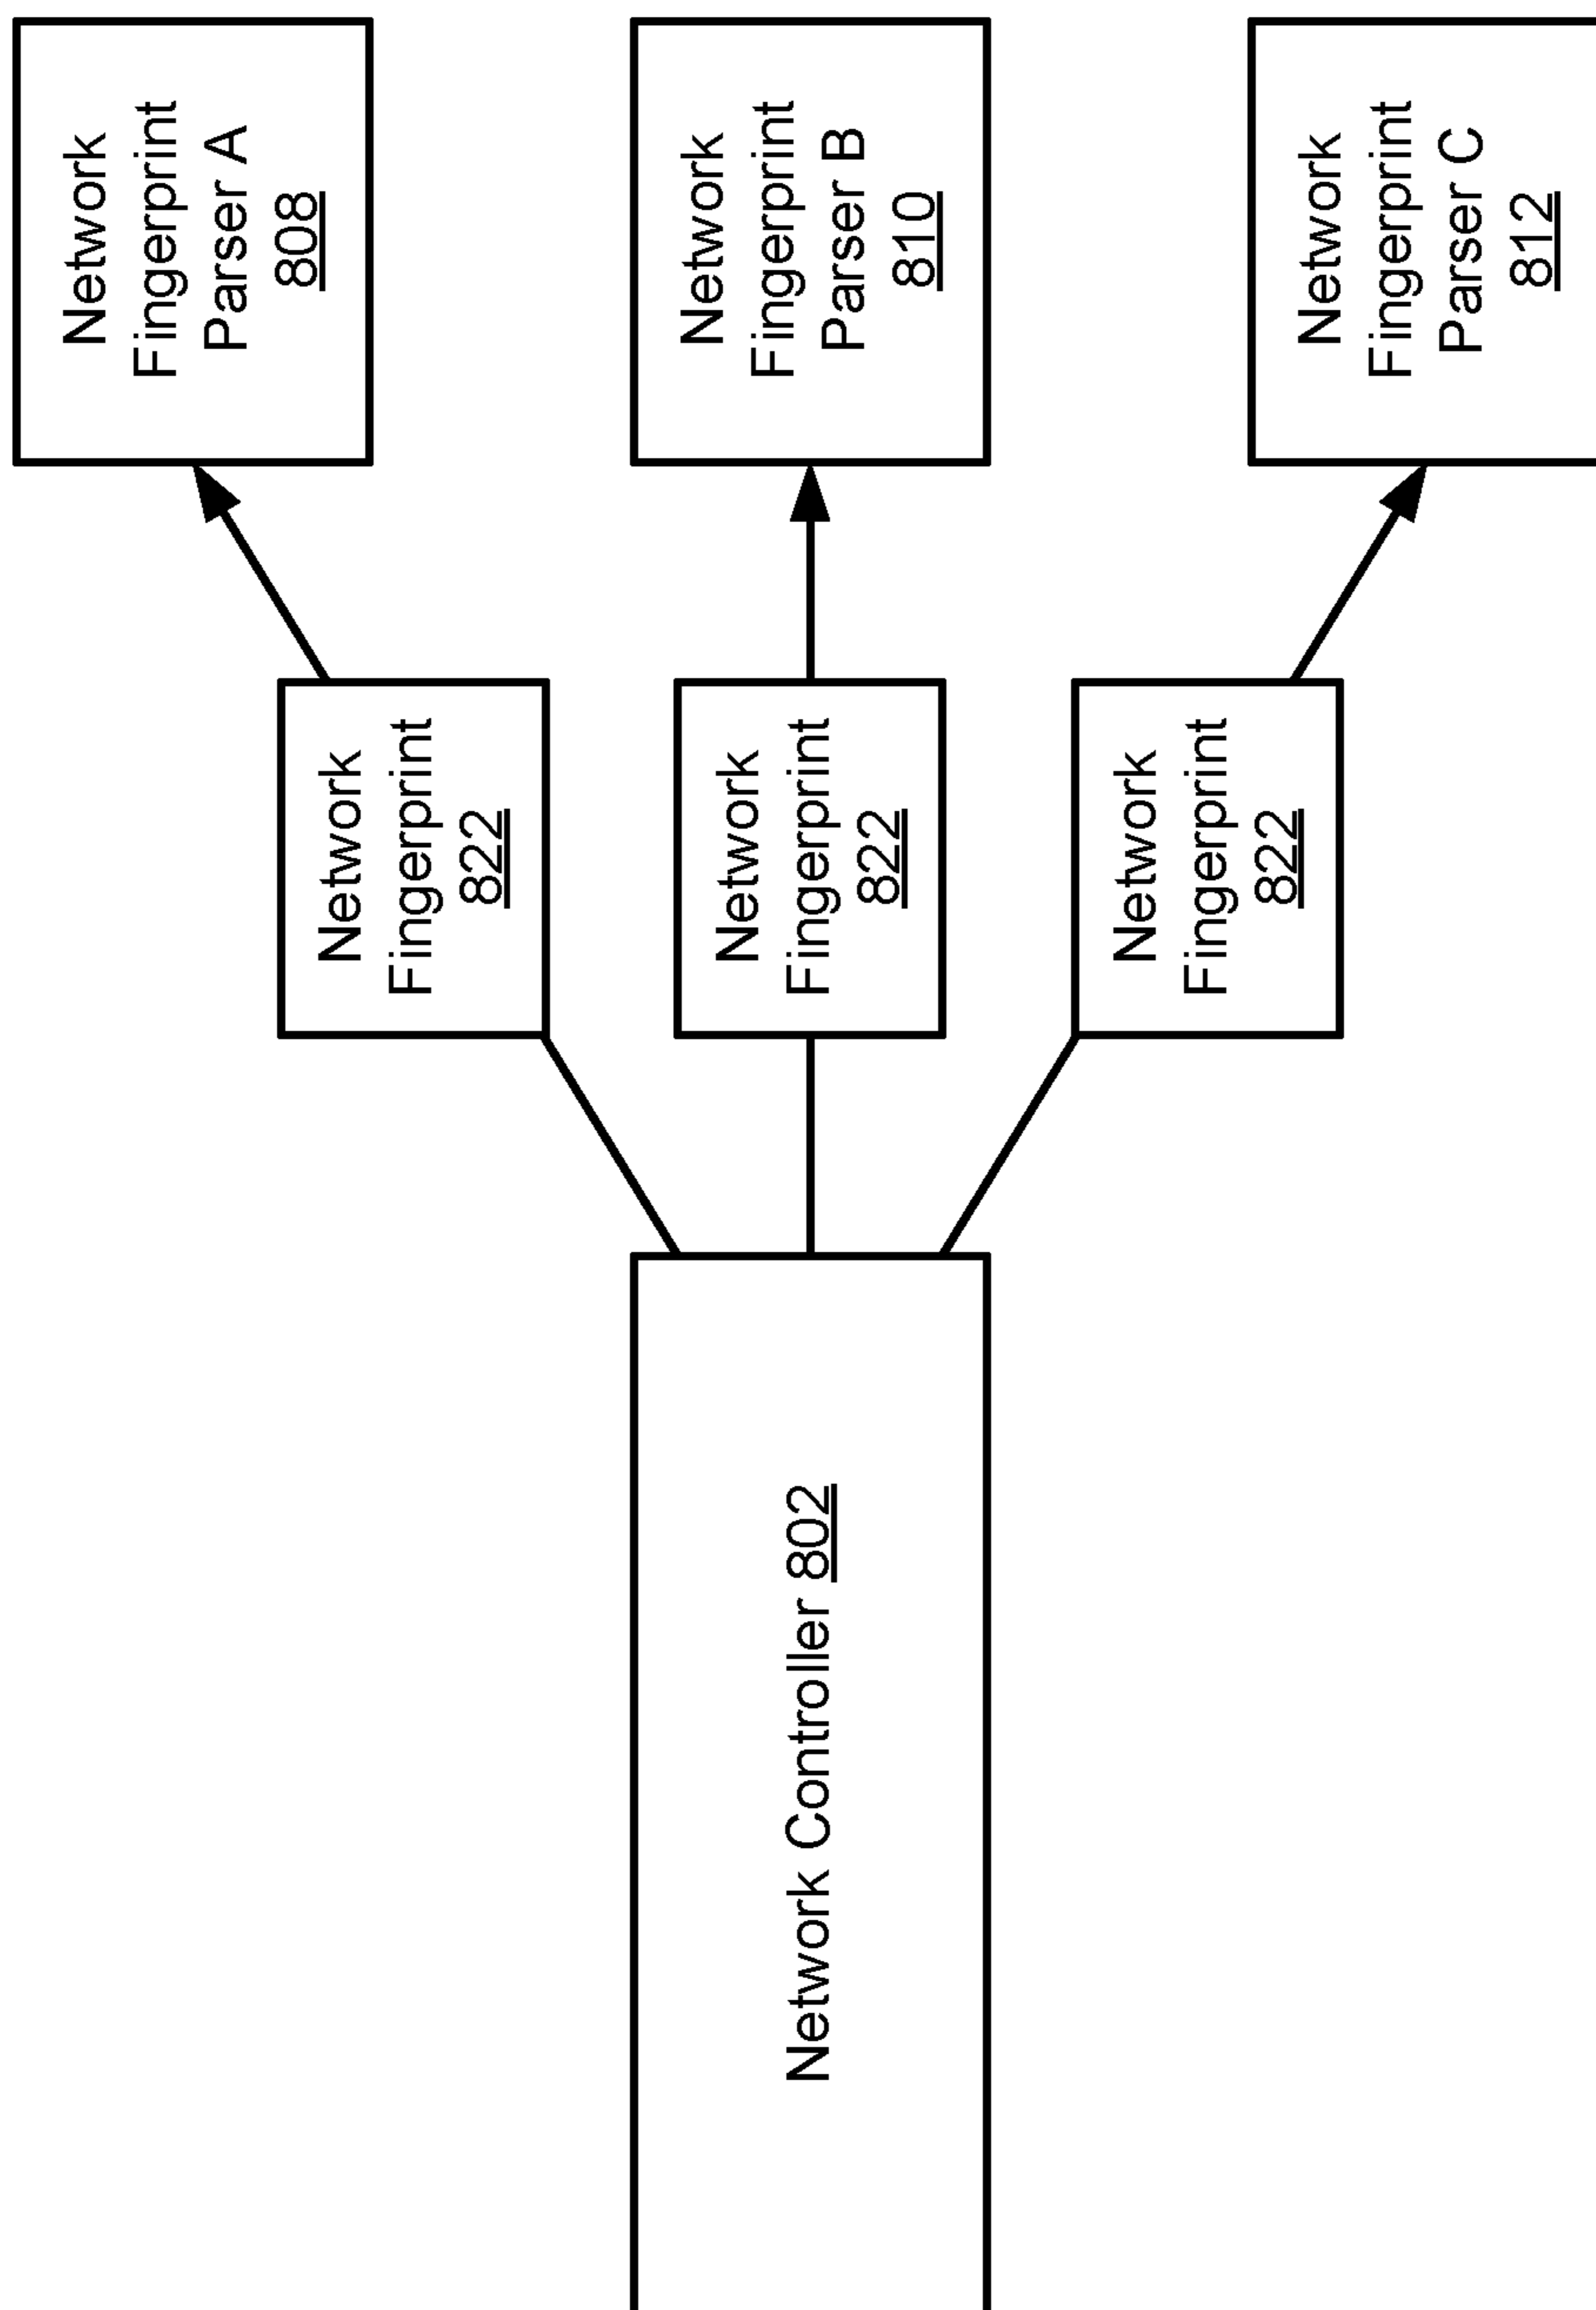 Network
Fingerprint
Parser A
808
Network
Fingerprint
Parser B
810
Network
Fingerprint
Parser C
812
Network
Fingerprint
822
Network
Fingerprint
822
Network
Fingerprint
822
Network Controller 802